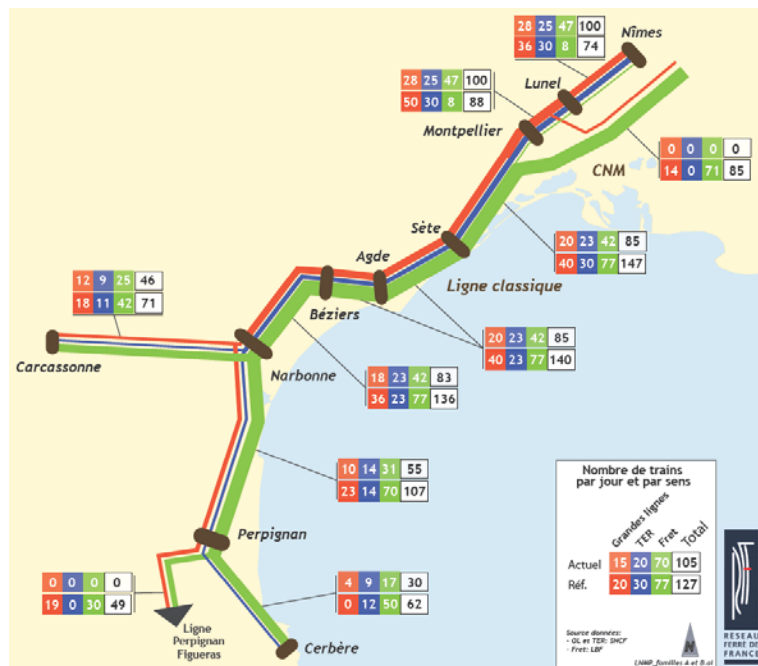 28 25 47 100
36 30 8 74
Nîmes
Lunel
28 25 47 100
50 30 8 88
Montpellier
0 0 0 0
14 0 71 85
CNM
Sète
20 23 42 85
40 30 77 147
Agde
12 9 25 46
18 11 42 71
Ligne classique
Béziers
20 23 42 85
40 23 77 140
Carcassonne
Narbonne
18 23 42 83
36 23 77 136
10 14 31 55
23 14 70 107
Perpignan
0 0 0 0
19 0 30 49
4 9 17 30
0 12 50 62
Ligne
Perpignan
Figueras
Cerbère
Nombre de trains
par jour et par sens
Grandes lignes
TER
Fret
Total
Actuel 15 20 70 105
Réf. 20 30 77 127
Source données:
- GL et TER: SNCF
- Fret: LBF
N
LNMP_familles A et B.ai
RÉSEAU
FERRÉ DE
FRANCE